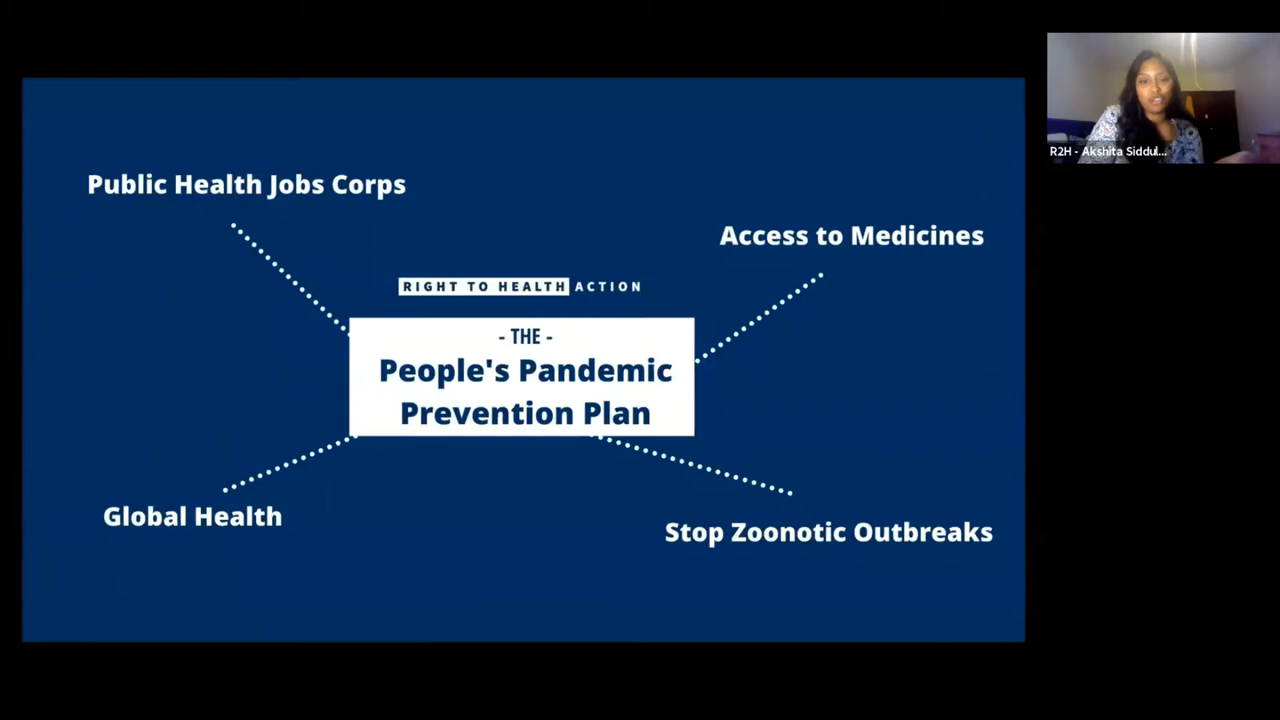 Public Health Jobs Corps
Access to Medicines
RIGHT TO HEALTH ACTION
- THE -
People's Pandemic
Prevention Plan
Global Health
Stop Zoonotic Outbreaks
R2H - Akshita Siddul...